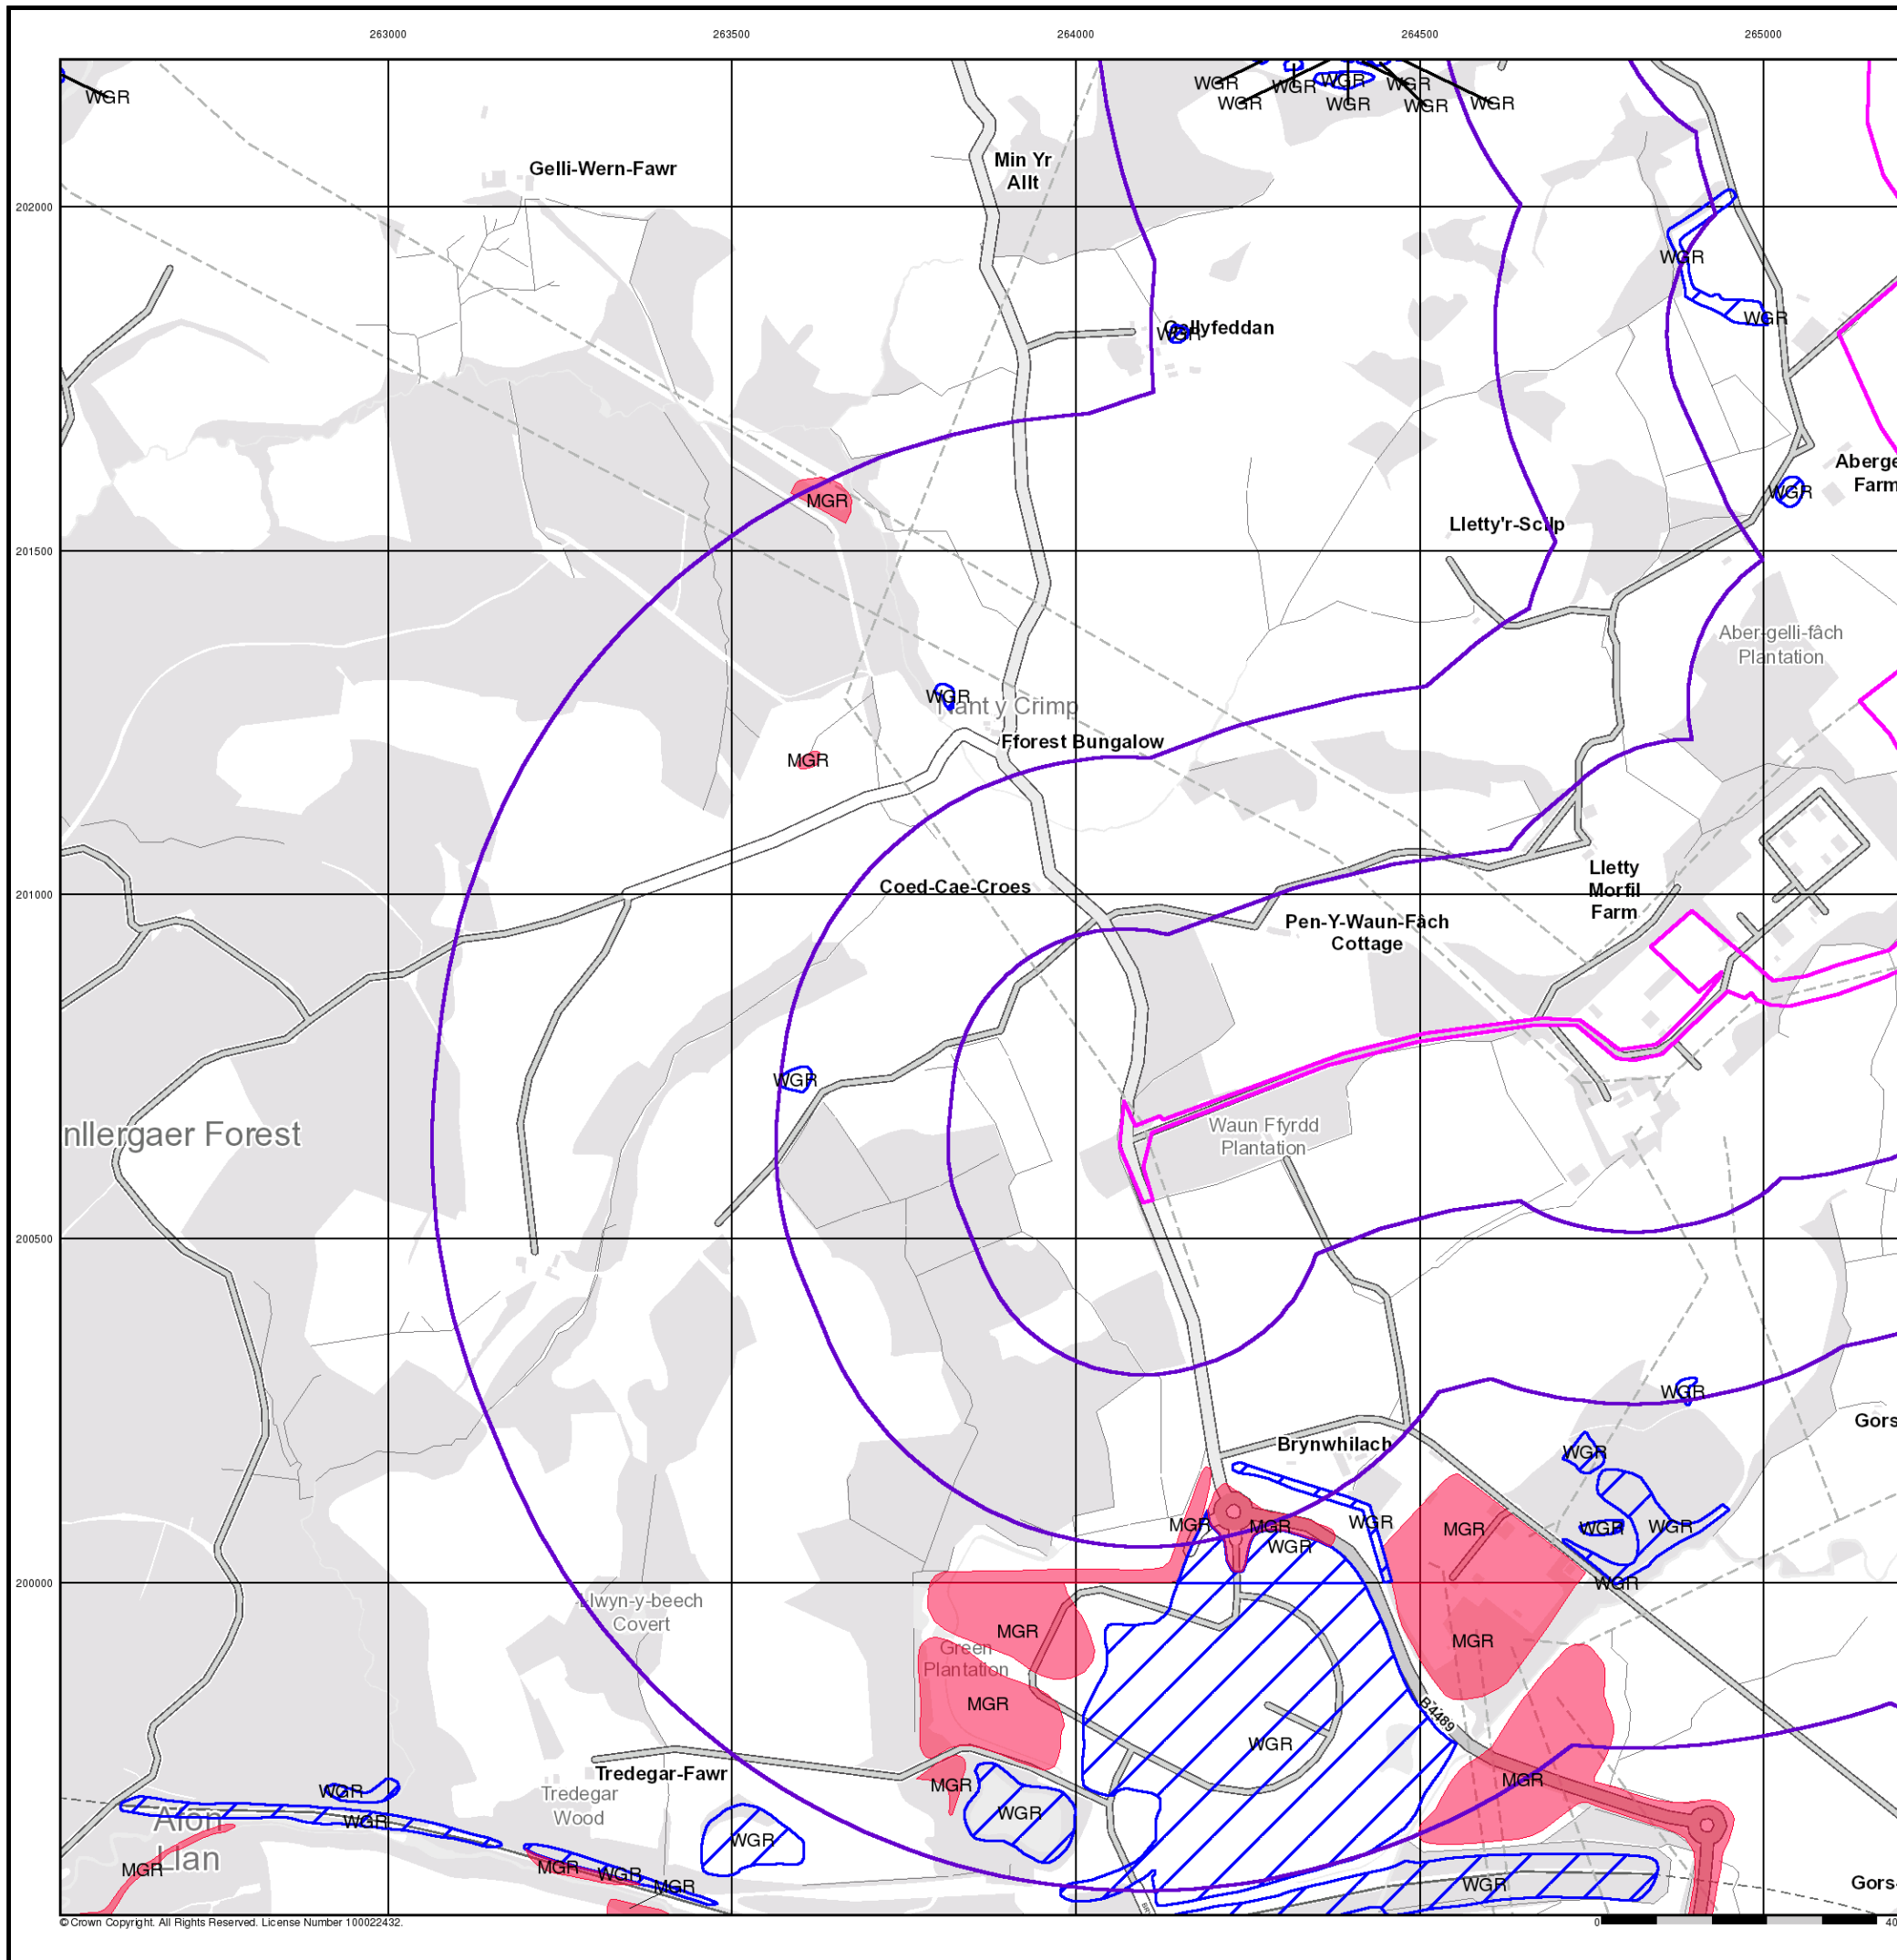 263000 263500 264000 264500 265000
WGR
WGR
WGR
WGR
WGR
WGR
WGR
WGR
WGR
Gelli-Wern-Fawr
Min Yr
Allt
202000
WGR
WGR
Gellyfeddan
WGR
MGR
Aberge
Farm
WGR
Lletty'r-Scilp
201500
Aber-gelli-fâch
Plantation
WGR
Nant y Crimp
Fforest Bungalow
MGR
Coed-Cae-Croes
201000
Lletty
Morfil
Farm
Pen-Y-Waun-Fâch
Cottage
WGR
nllergaer Forest
Waun Ffyrdd
Plantation
200500
WGR
Gors
Brynwhilach
WGR
MGR
MGR
WGR
WGR
MGR
WGR
WGR
WGR
200000
Llwyn-y-beech
Covert
MGR
Green
Plantation
MGR
MGR
B4489
WGR
Tredegar-Fawr
MGR
MGR
WGR
Tredegar
Wood
WGR
WGR
Afon
Llan
WGR
MGR
MGR
WGR
MGR
WGR
Gors-
© Crown Copyright. All Rights Reserved. License Number 100022432.
0 40